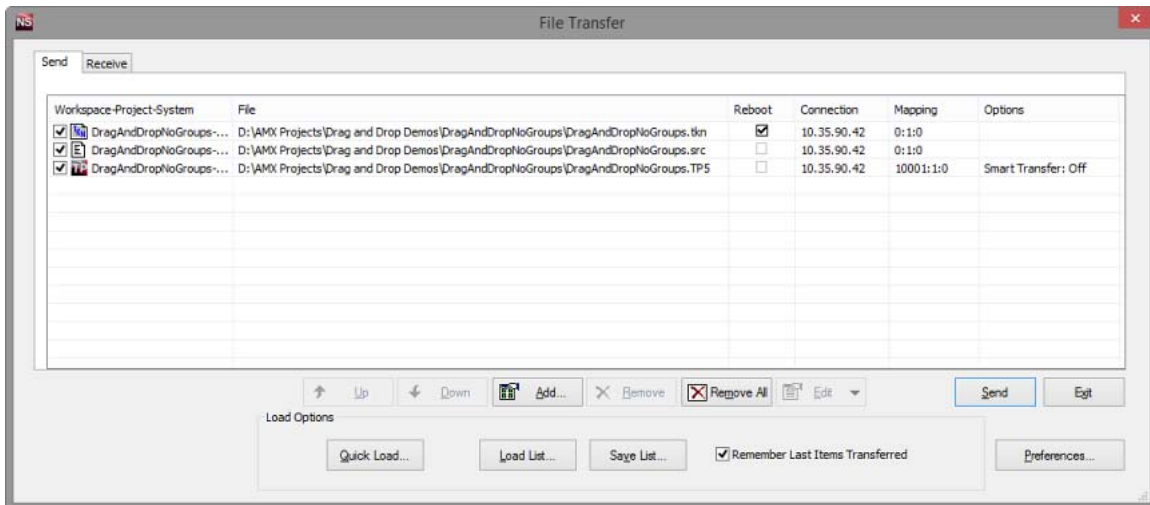 NS File Transfer
Send Receive
Workspace-Project-System File Reboot Connection Mapping Options
DragAndDropNoGroups-... D:\AMX Projects\Drag and Drop Demos\DragAndDropNoGroups\DragAndDropNoGroups.tkn 10.35.90.42 0:1:0
DragAndDropNoGroups-... D:\AMX Projects\Drag and Drop Demos\DragAndDropNoGroups\DragAndDropNoGroups.src 10.35.90.42 0:1:0
TP DragAndDropNoGroups-... D:\AMX Projects\Drag and Drop Demos\DragAndDropNoGroups\DragAndDropNoGroups.TP5 10.35.90.42 10001:1:0 Smart Transfer: Off
Up Down Add... Remove Remove All Edit Send Exit
Load Options
Quick Load... Load List... Save List... Remember Last Items Transferred Preferences...